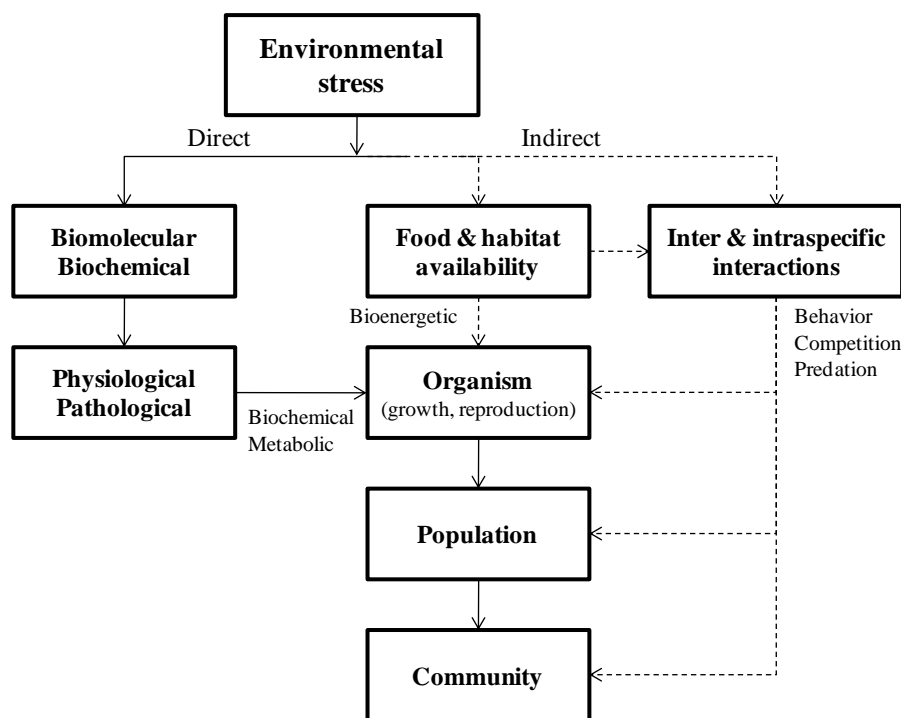 Environmental
stress
Direct
Indirect
Biomolecular
Biochemical
Food & habitat
availability
Inter & intraspecific
interactions
Bioenergetic
Behavior
Competition
Predation
Physiological
Pathological
Organism
(growth, reproduction)
Biochemical
Metabolic
Population
Community